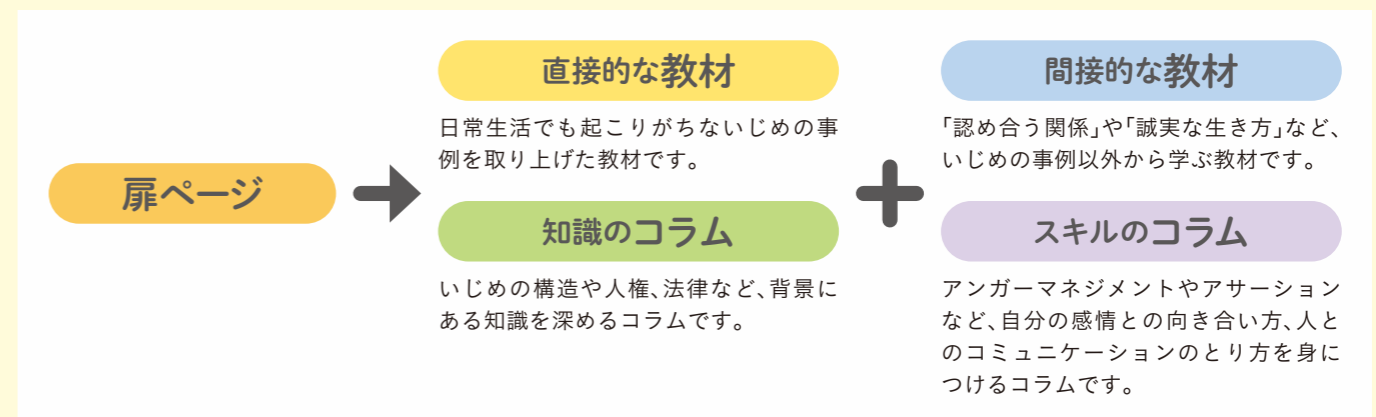 扉ページ
直接的な教材
日常生活でも起こりがちないじめの事
例を取り上げた教材です。
知識のコラム
いじめの構造や人権、法律など、背景に
ある知識を深めるコラムです。
間接的な教材
「認め合う関係」や「誠実な生き方」など、
いじめの事例以外から学ぶ教材です。
スキルのコラム
アンガーマネジメントやアサーション
など、自分の感情との向き合い方、人と
のコミュニケーションのとり方を身に
つけるコラムです。